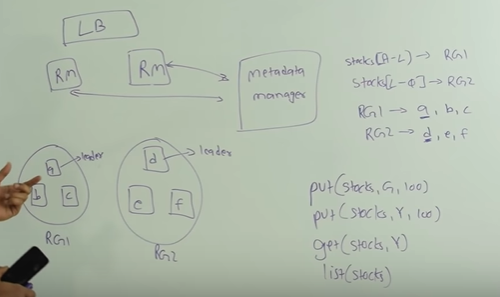 LB
Rm
Rm
metadata
manager
stocks[A-L) → RG1
stocks[L-Φ] → RG2
RG1 → a, b, c
RG2 → d, e, f
a
leader
b
c
RG1
d
leader
e
f
RG2
put(stocks, G, 100)
put(stocks, Y, 100)
get(stocks, Y)
list(stocks)